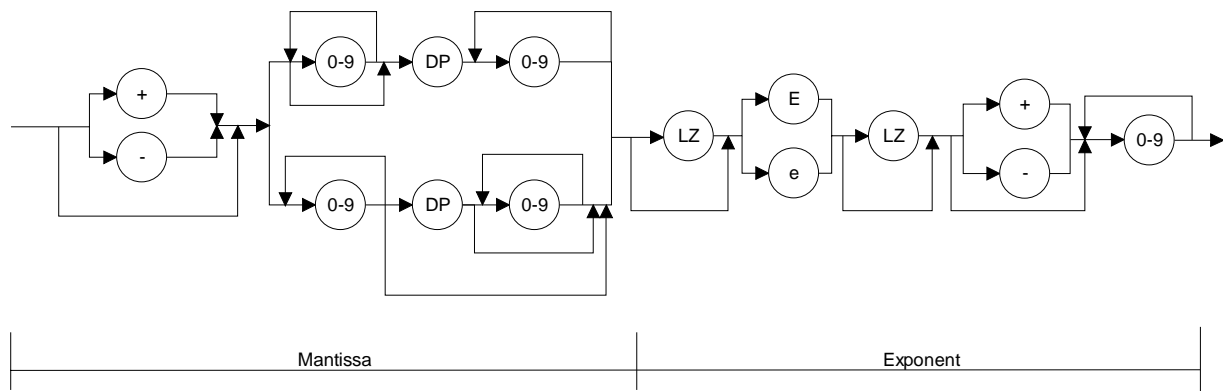 0-9 DP 0-9
+
-
E
e
LZ
LZ
+
-
0-9
0-9 DP 0-9
Mantissa Exponent